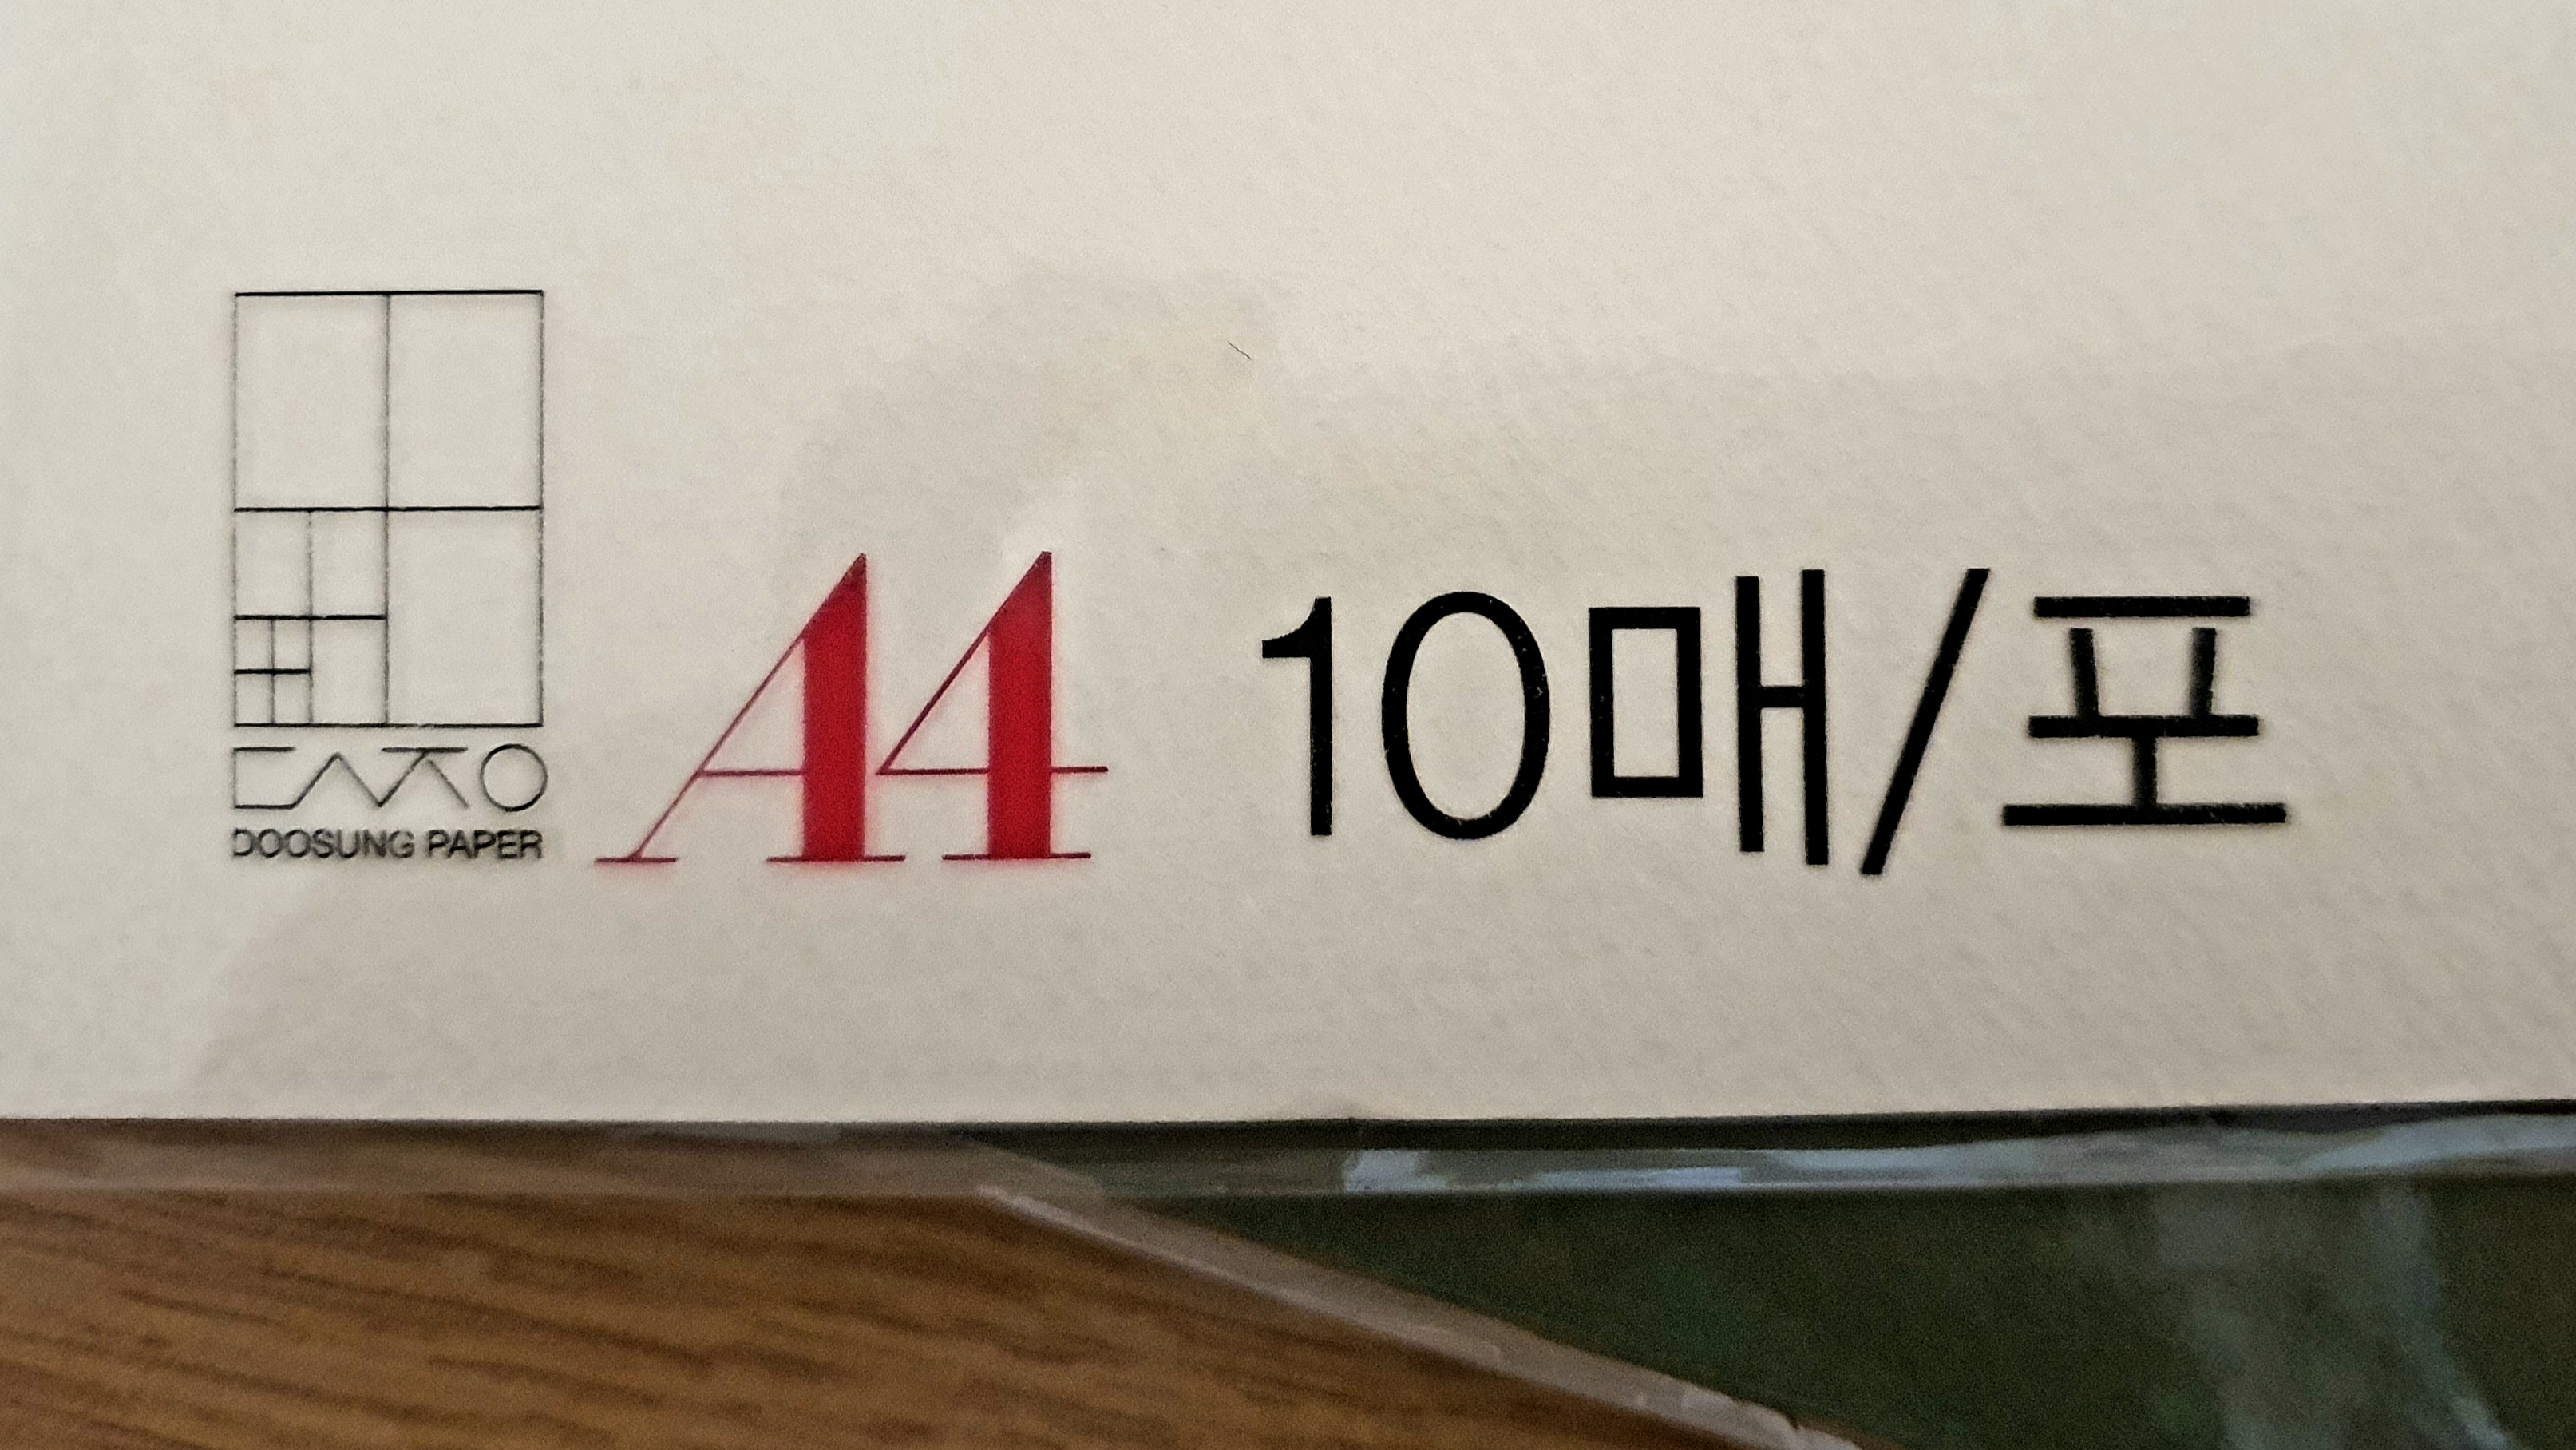 ㄷㅅㅈㅇ
DOOSUNG PAPER
A4 10매/포